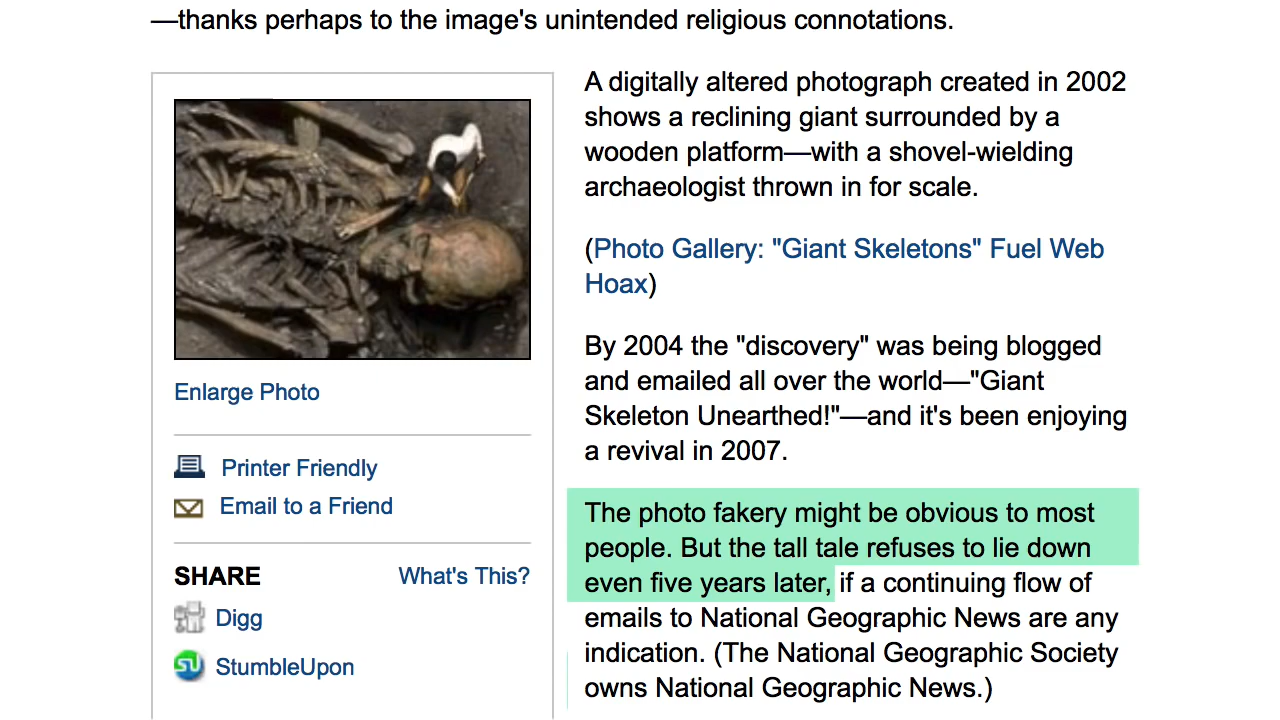 —thanks perhaps to the image's unintended religious connotations.
A digitally altered photograph created in 2002
shows a reclining giant surrounded by a
wooden platform—with a shovel-wielding
archaeologist thrown in for scale.
(Photo Gallery: "Giant Skeletons" Fuel Web
Hoax)
By 2004 the "discovery" was being blogged
and emailed all over the world—"Giant
Skeleton Unearthed!"—and it's been enjoying
a revival in 2007.
The photo fakery might be obvious to most
people. But the tall tale refuses to lie down
even five years later, if a continuing flow of
emails to National Geographic News are any
indication. (The National Geographic Society
owns National Geographic News.)
Enlarge Photo
Printer Friendly
Email to a Friend
SHARE What's This?
Digg
SU StumbleUpon